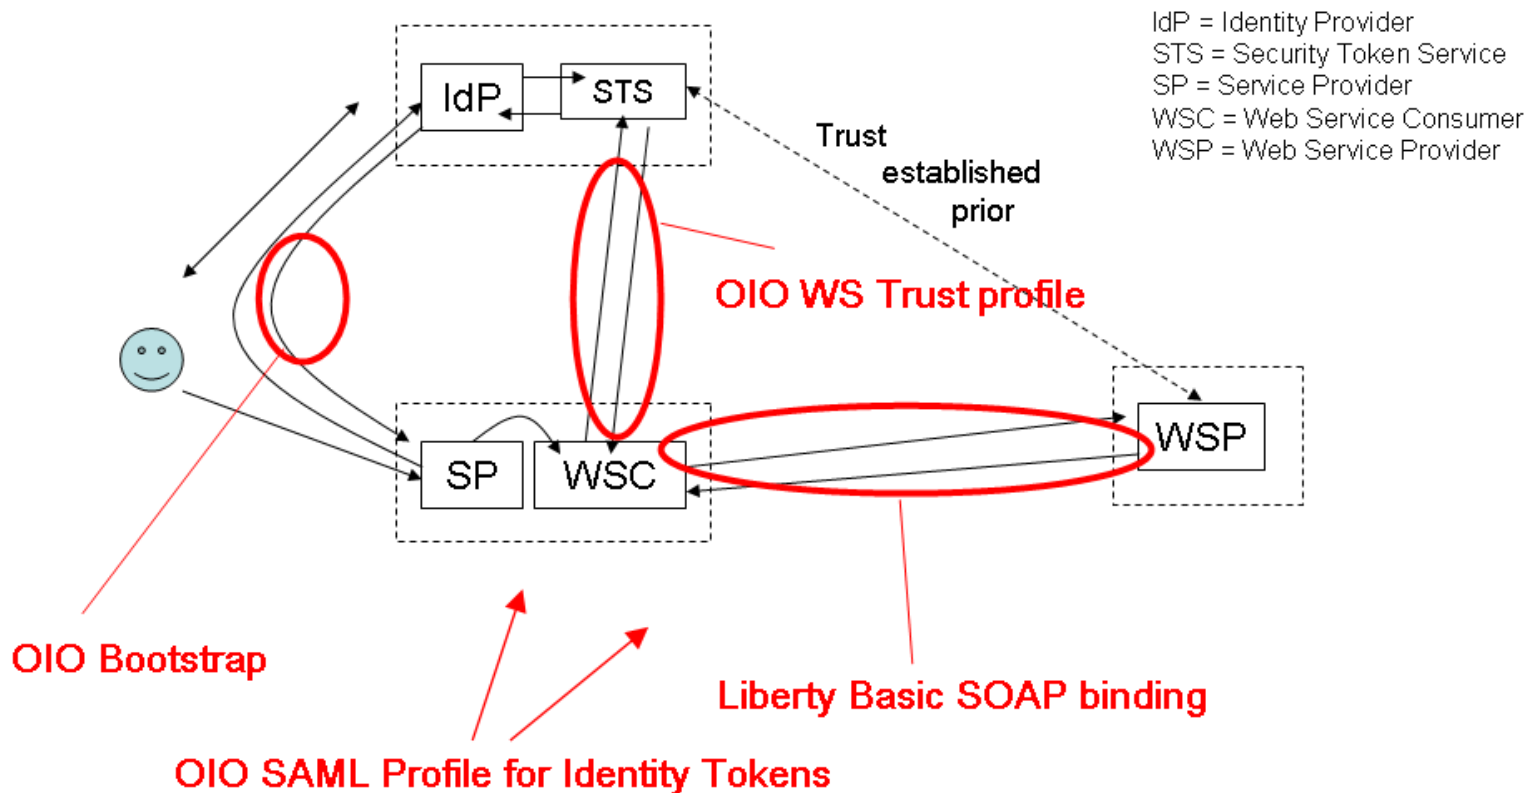 IdP = Identity Provider
STS = Security Token Service
SP = Service Provider
WSC = Web Service Consumer
WSP = Web Service Provider
IdP
STS
Trust
established
prior
OIO WS Trust profile
SP
WSC
WSP
OIO Bootstrap
Liberty Basic SOAP binding
OIO SAML Profile for Identity Tokens